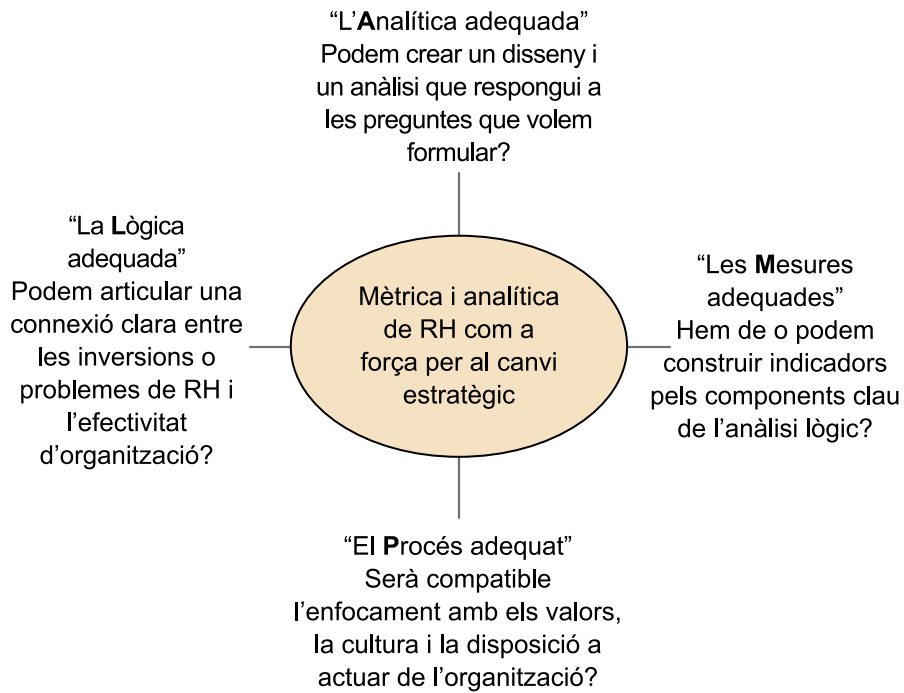 “L’Analítica adequada”
Podem crear un disseny i
un anàlisi que respongui a
les preguntes que volem
formular?
“La Lògica
adequada”
Podem articular una
connexió clara entre
les inversions o
problemes de RH i
l’efectivitat
d’organització?
Mètrica i analítica
de RH com a
força per al canvi
estratègic
“Les Mesures
adequades”
Hem de o podem
construir indicadors
pels components clau
de l’anàlisi lògic?
“El Procés adequat”
Serà compatible
l’enfocament amb els valors,
la cultura i la disposició a
actuar de l’organització?